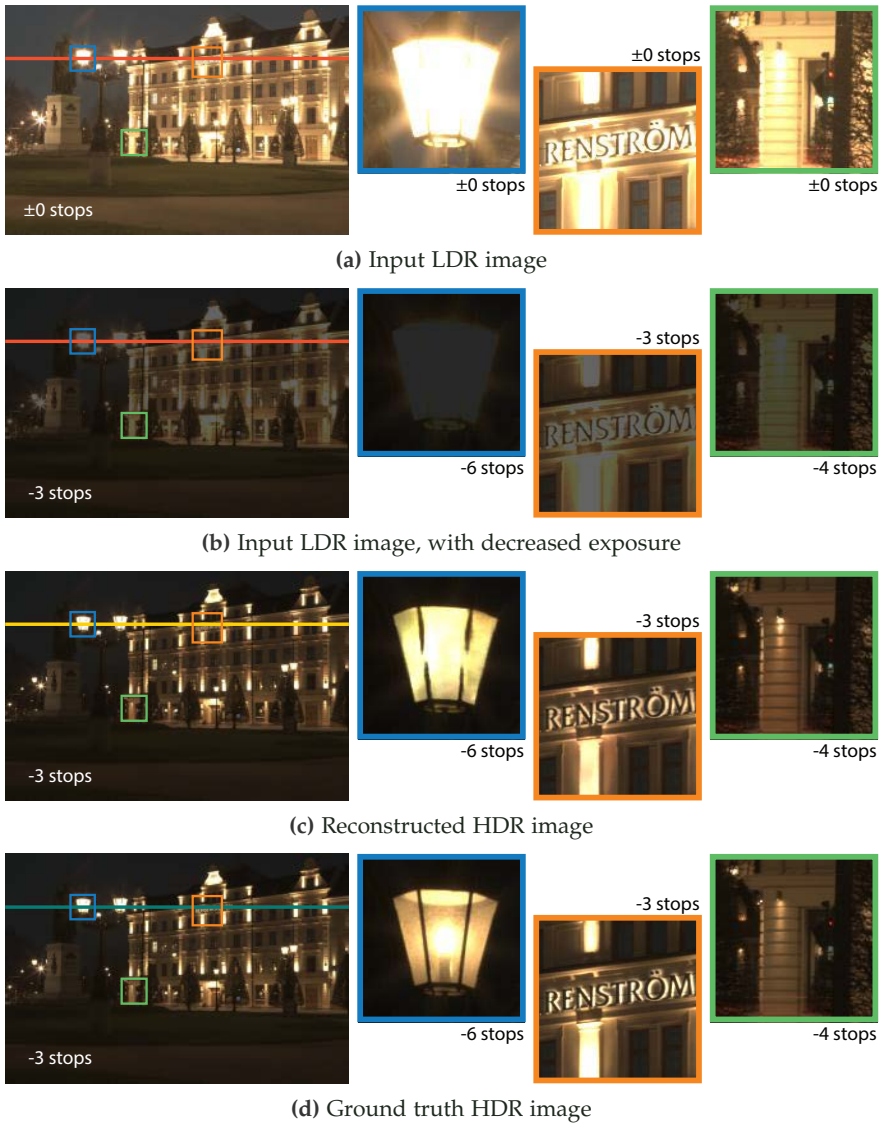 ±0 stops
±0 stops
RENSTRÖM
±0 stops
±0 stops
(a) Input LDR image
-3 stops
-6 stops
-3 stops
RENSTRÖM
-4 stops
(b) Input LDR image, with decreased exposure
-3 stops
-6 stops
-3 stops
RENSTRÖM
-4 stops
(c) Reconstructed HDR image
-3 stops
-6 stops
-3 stops
RENSTRÖM
-4 stops
(d) Ground truth HDR image